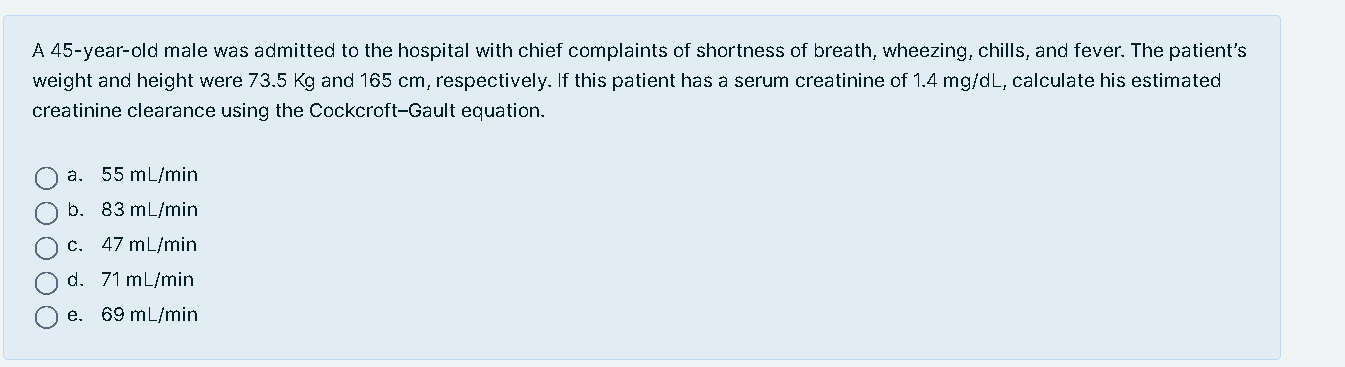 A 45-year-old male was admitted to the hospital with chief complaints of shortness of breath, wheezing, chills, and fever. The patient’s
weight and height were 73.5 Kg and 165 cm, respectively. If this patient has a serum creatinine of 1.4 mg/dL, calculate his estimated
creatinine clearance using the Cockcroft–Gault equation.
a. 55 mL/min
b. 83 mL/min
c. 47 mL/min
d. 71 mL/min
e. 69 mL/min